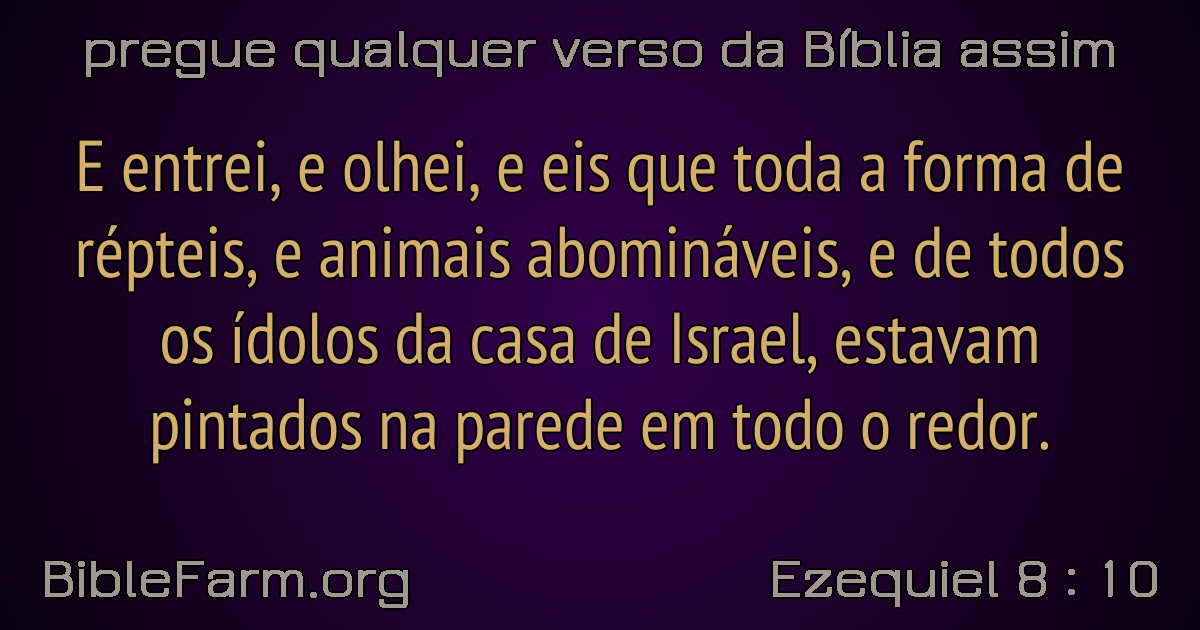 pregue qualquer verso da Bíblia assim
E entrei, e olhei, e eis que toda a forma de
répteis, e animais abomináveis, e de todos
os ídolos da casa de Israel, estavam
pintados na parede em todo o redor.
BibleFarm.org
Ezequiel 8 : 10